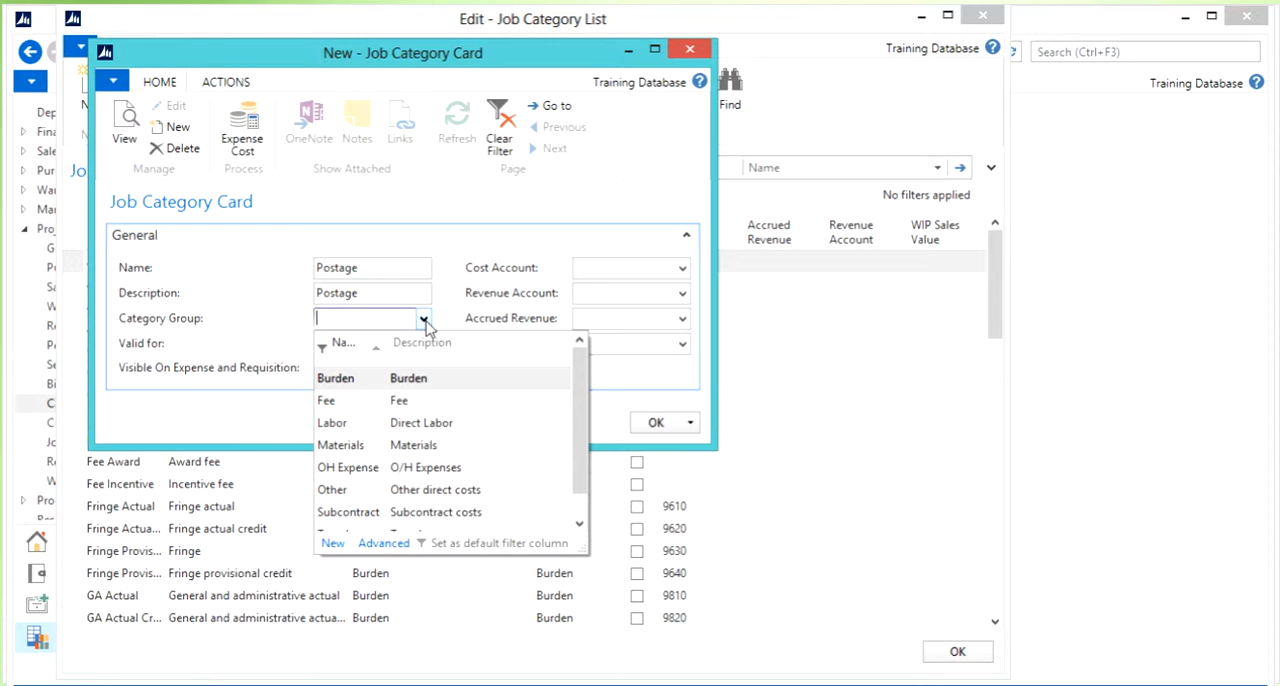 Edit - Job Category List
New - Job Category Card
Training Database
Search (Ctrl+F3)
HOME ACTIONS
Training Database
Training Database
View
Edit
New
Delete
Manage
Expense
Cost
Process
OneNote Notes Links
Show Attached
Refresh
Clear
Filter
Go to
Previous
Next
Page
Find
Dep
Fina
Sale
Pur
Wa
Mar
Proj
Job Category Card
Name
No filters applied
General
Accrued
Revenue
Revenue
Account
WIP Sales
Value
Name: Postage Cost Account:
Description: Postage Revenue Account:
Category Group: Accrued Revenue:
Valid for:
Visible On Expense and Requisition:
Na... Description
Burden Burden
Fee Fee
Labor Direct Labor
Materials Materials
OH Expense O/H Expenses
Other Other direct costs
Subcontract Subcontract costs
New Advanced Set as default filter column
OK
Fee Award Award fee
Fee Incentive Incentive fee
Fringe Actual Fringe actual 9610
Fringe Actua... Fringe actual credit 9620
Fringe Provis... Fringe 9630
Fringe Provis... Fringe provisional credit Burden Burden 9640
GA Actual General and administrative actual Burden Burden 9810
GA Actual Cr... General and administrative actua... Burden Burden 9820
OK